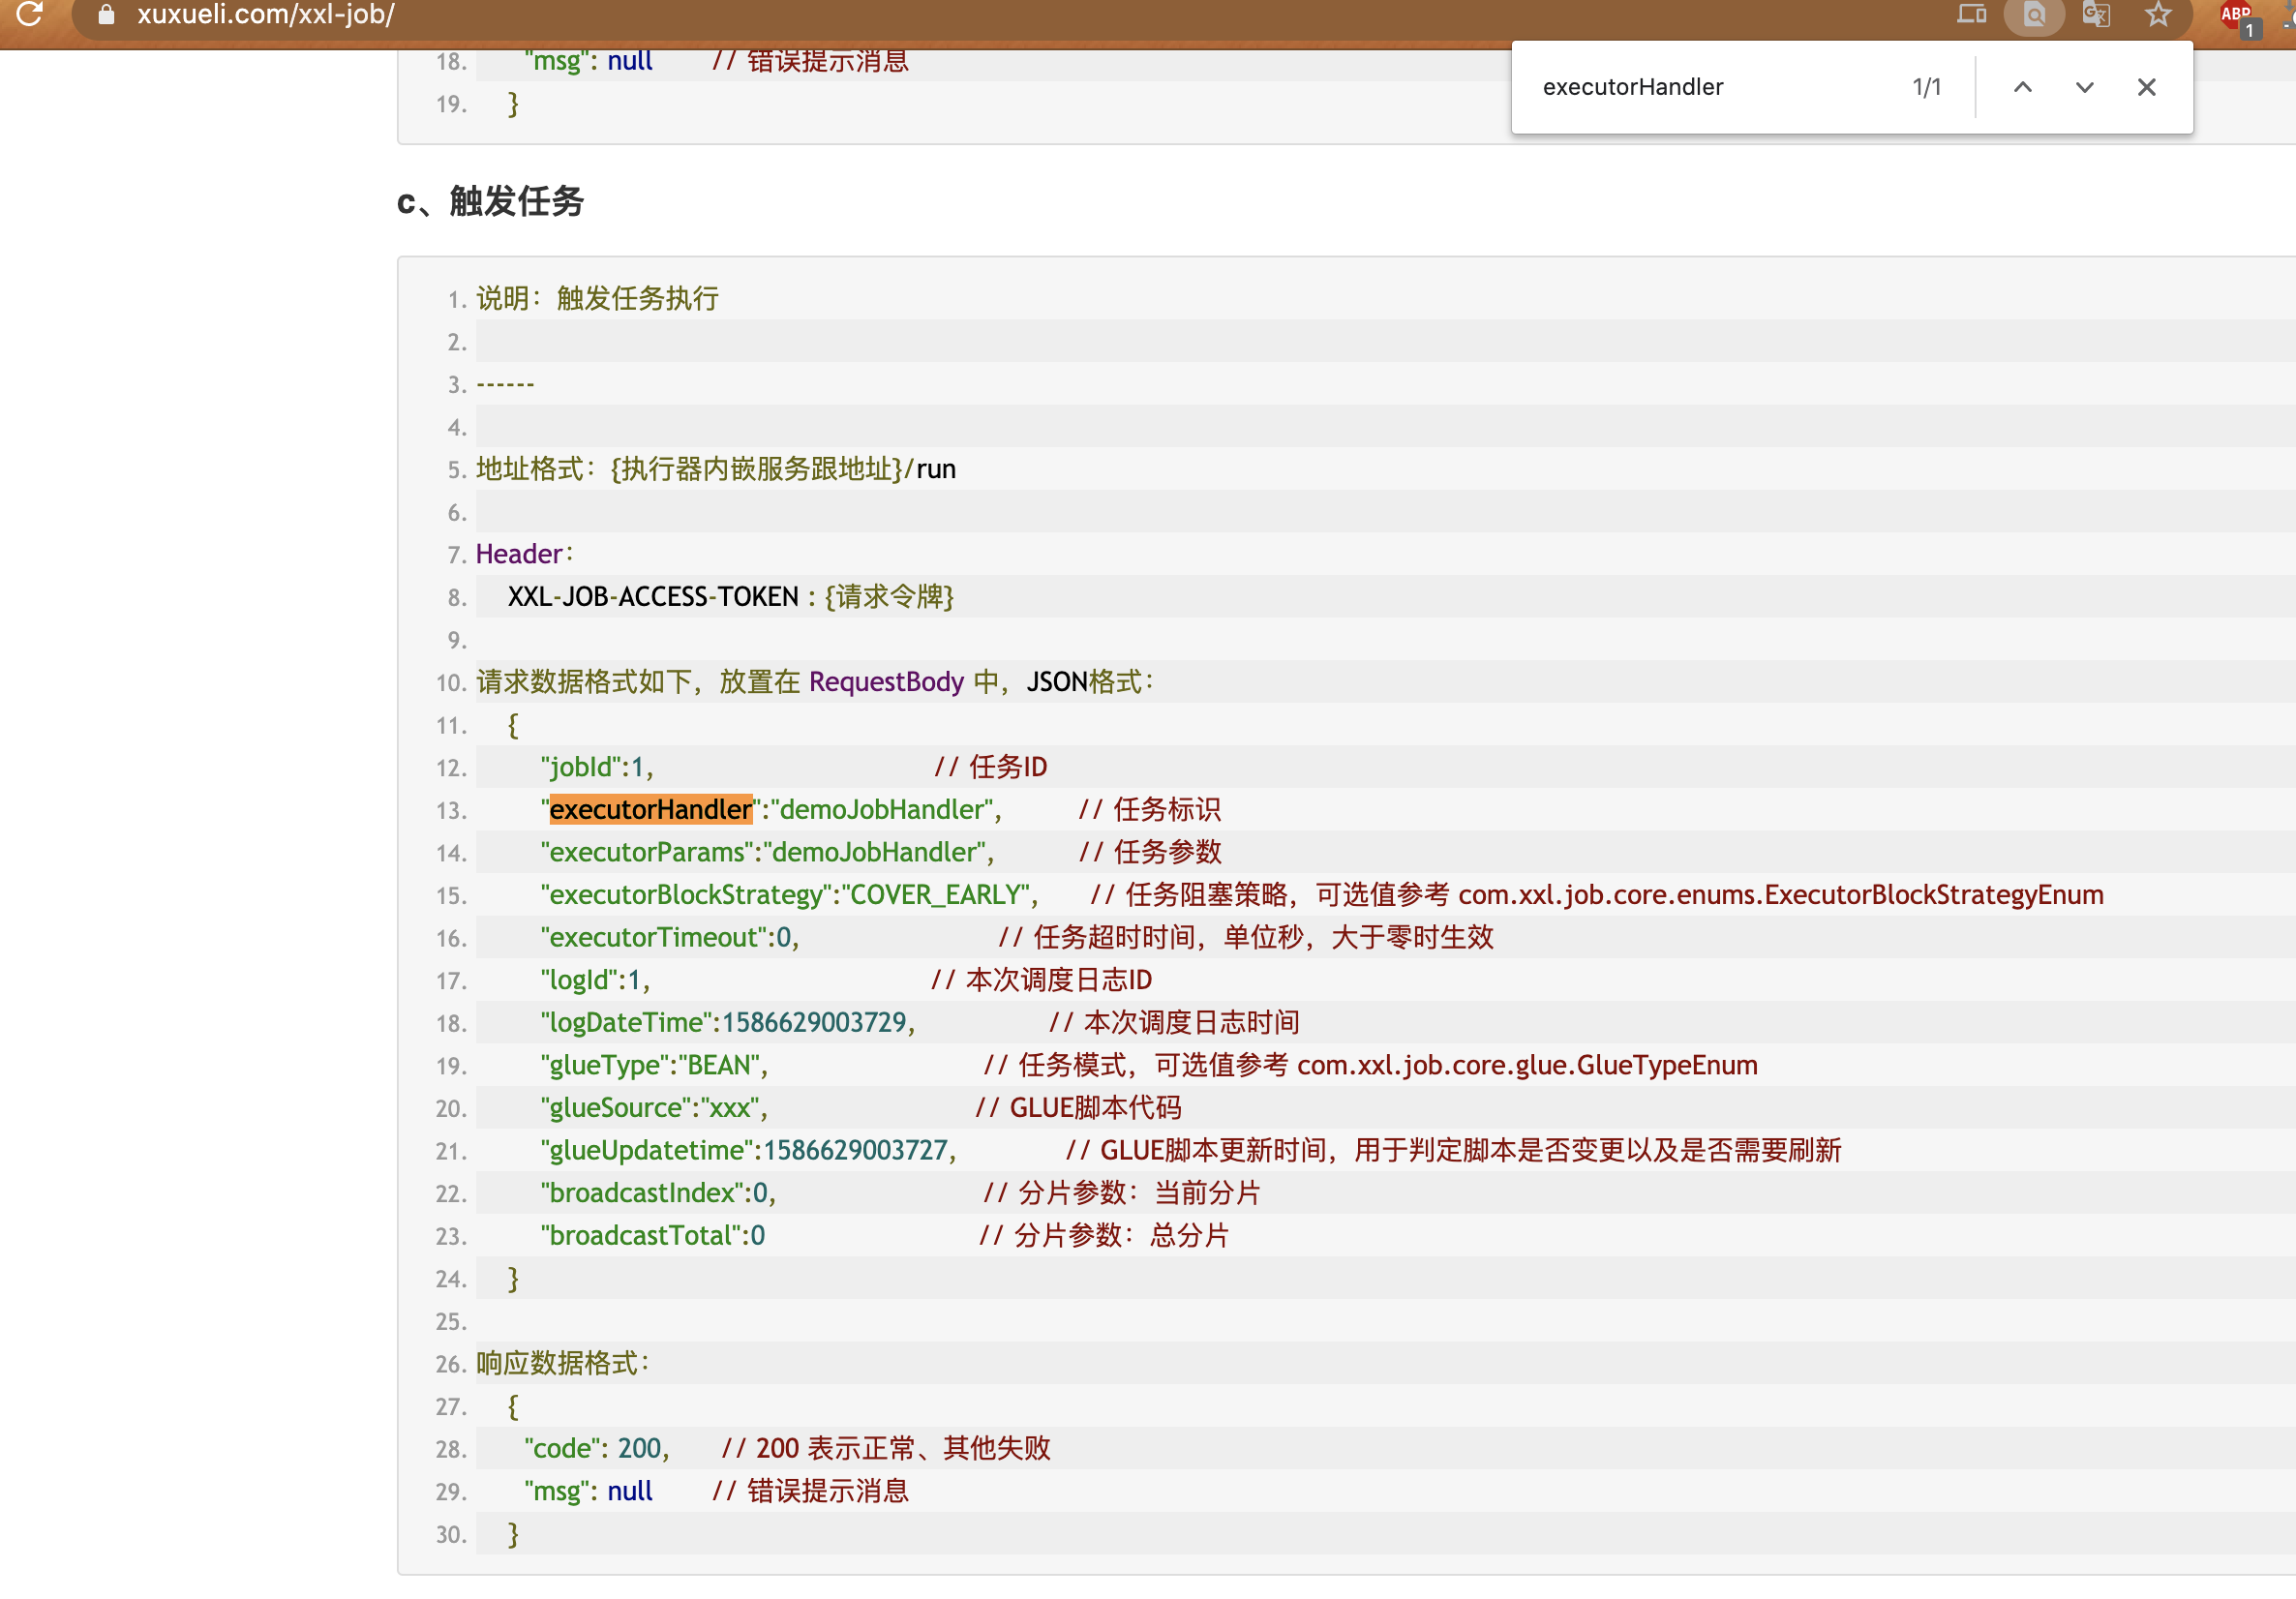 xuxueli.com/xxl-job/
ABP
1
executorHandler 1/1
18. "msg": null // 错误提示消息
19. }
c、触发任务
1. 说明：触发任务执行
2.
3. ------
4.
5. 地址格式：{执行器内嵌服务跟地址}/run
6.
7. Header：
8. XXL-JOB-ACCESS-TOKEN : {请求令牌}
9.
10. 请求数据格式如下，放置在 RequestBody 中，JSON格式：
11. {
12. "jobId":1, // 任务ID
13. "executorHandler":"demoJobHandler", // 任务标识
14. "executorParams":"demoJobHandler", // 任务参数
15. "executorBlockStrategy":"COVER_EARLY", // 任务阻塞策略，可选值参考 com.xxl.job.core.enums.ExecutorBlockStrategyEnum
16. "executorTimeout":0, // 任务超时时间，单位秒，大于零时生效
17. "logId":1, // 本次调度日志ID
18. "logDateTime":1586629003729, // 本次调度日志时间
19. "glueType":"BEAN", // 任务模式，可选值参考 com.xxl.job.core.glue.GlueTypeEnum
20. "glueSource":"xxx", // GLUE脚本代码
21. "glueUpdatetime":1586629003727, // GLUE脚本更新时间，用于判定脚本是否变更以及是否需要刷新
22. "broadcastIndex":0, // 分片参数：当前分片
23. "broadcastTotal":0 // 分片参数：总分片
24. }
25.
26. 响应数据格式：
27. {
28. "code": 200, // 200 表示正常、其他失败
29. "msg": null // 错误提示消息
30. }